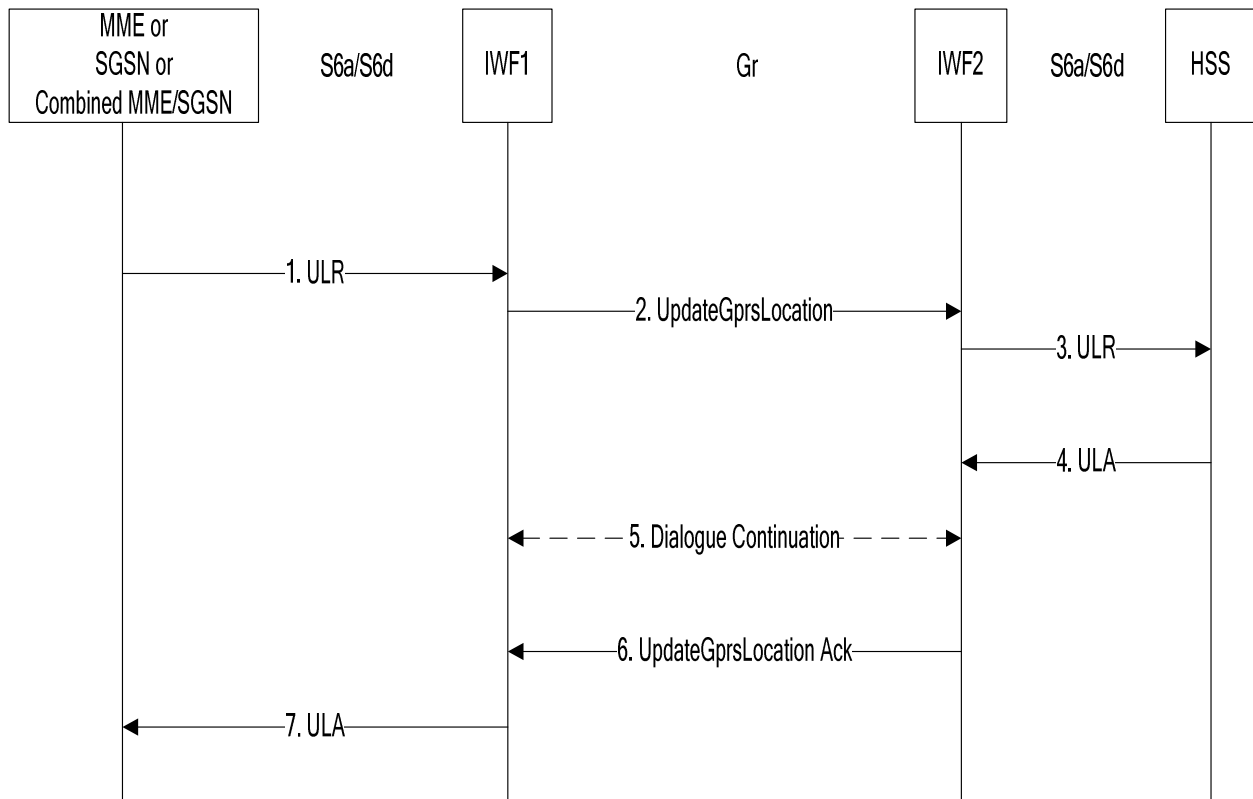 MME or
SGSN or
Combined MME/SGSN
S6a/S6d
IWF1
Gr
IWF2
S6a/S6d
HSS
1. ULR
2. UpdateGprsLocation
3. ULR
4. ULA
5. Dialogue Continuation
6. UpdateGprsLocation Ack
7. ULA